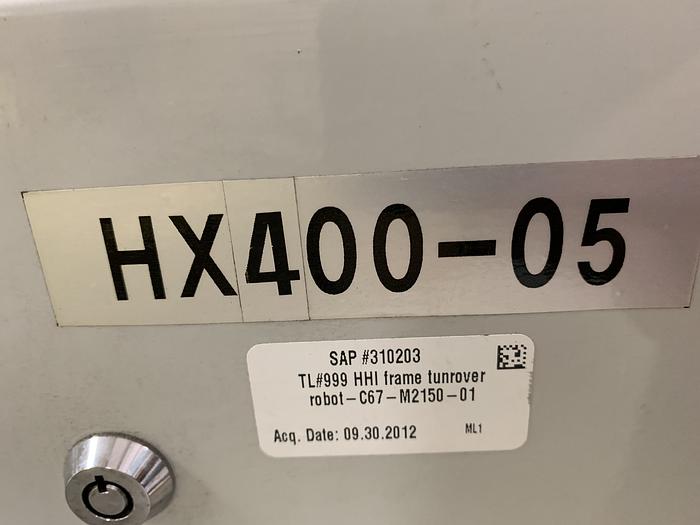 HX400-05
SAP #310203
TL#999 HHI frame tunrover
robot-C67-M2150-01
Acq. Date: 09.30.2012 ML1